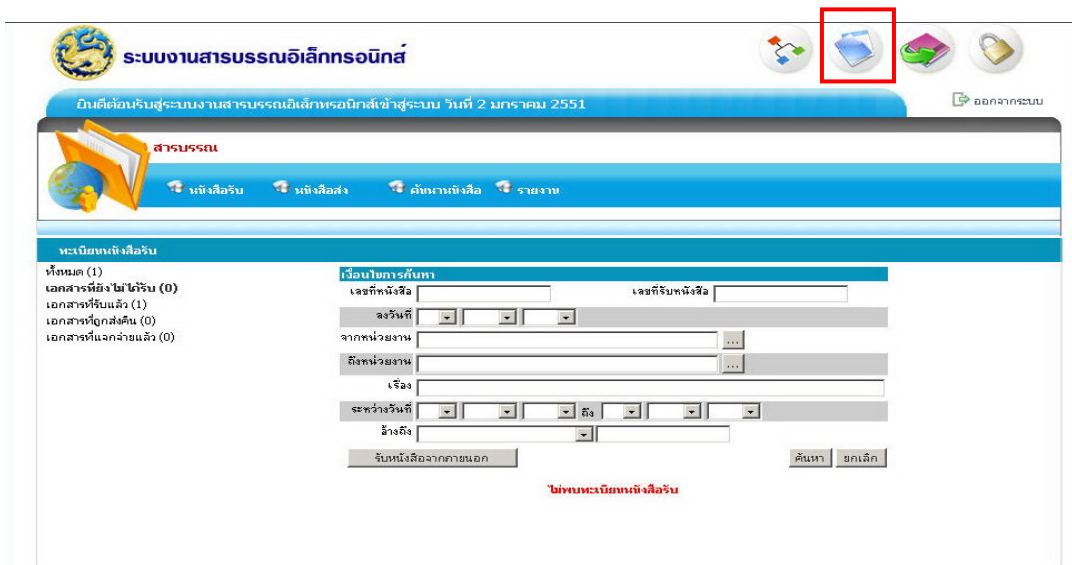 ระบบงานสารบรรณอิเล็กทรอนิกส์
ยินดีต้อนรับสู่ระบบงานสารบรรณอิเล็กทรอนิกส์เข้าสู่ระบบ วันที่ 2 มกราคม 2551
ออกจากระบบ
สารบรรณ
หนังสือรับ หนังสือส่ง ค้นหาหนังสือ รายงาน
ทะเบียนหนังสือรับ
ทั้งหมด (1)
เอกสารที่ยังไม่ได้รับ (0)
เอกสารที่รับแล้ว (1)
เอกสารที่ถูกส่งคืน (0)
เอกสารที่แจกจ่ายแล้ว (0)
เงื่อนไขการค้นหา
เลขที่หนังสือ เลขที่รับหนังสือ
ลงวันที่
จากหน่วยงาน ...
ถึงหน่วยงาน ...
เรื่อง
ระหว่างวันที่ ถึง
อ้างถึง
รับหนังสือจากภายนอก ค้นหา ยกเลิก
ไม่พบทะเบียนหนังสือรับ